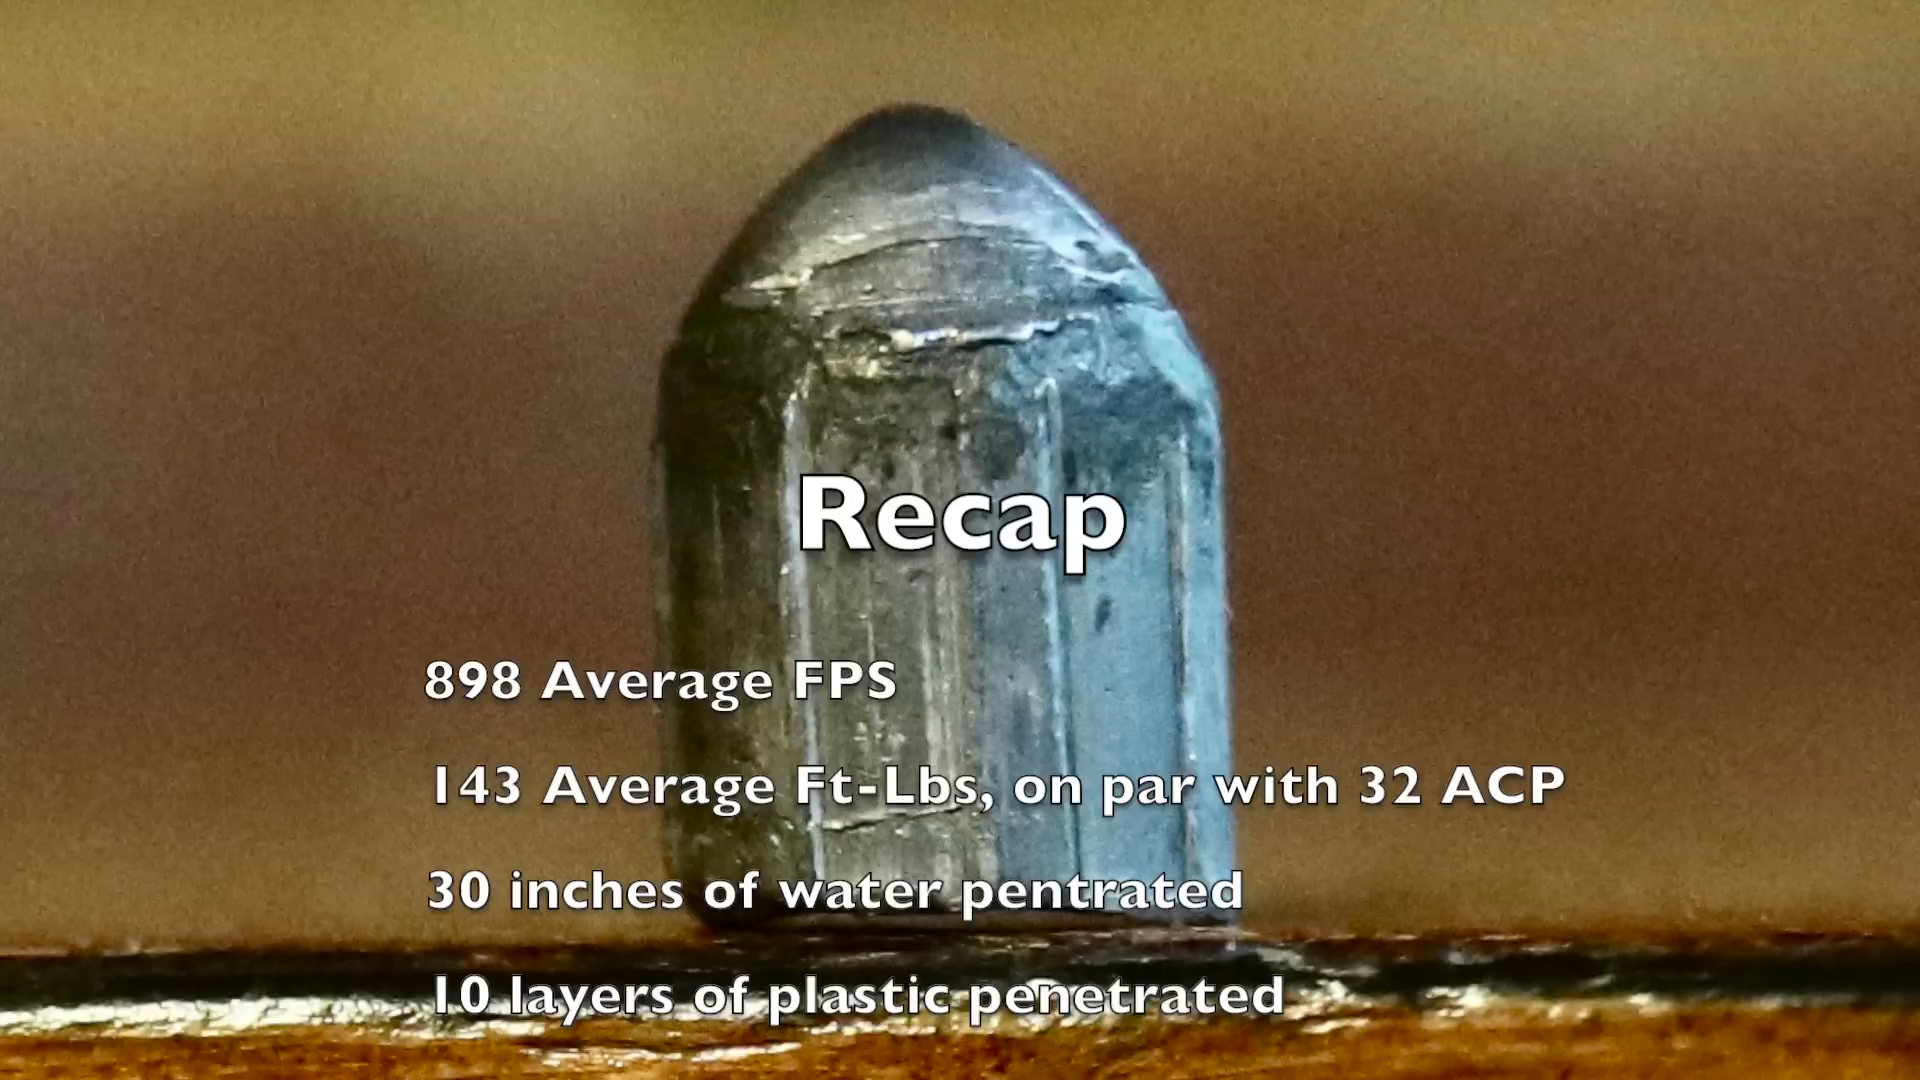 Recap
898 Average FPS
143 Average Ft-Lbs, on par with 32 ACP
30 inches of water pentrated
10 layers of plastic penetrated